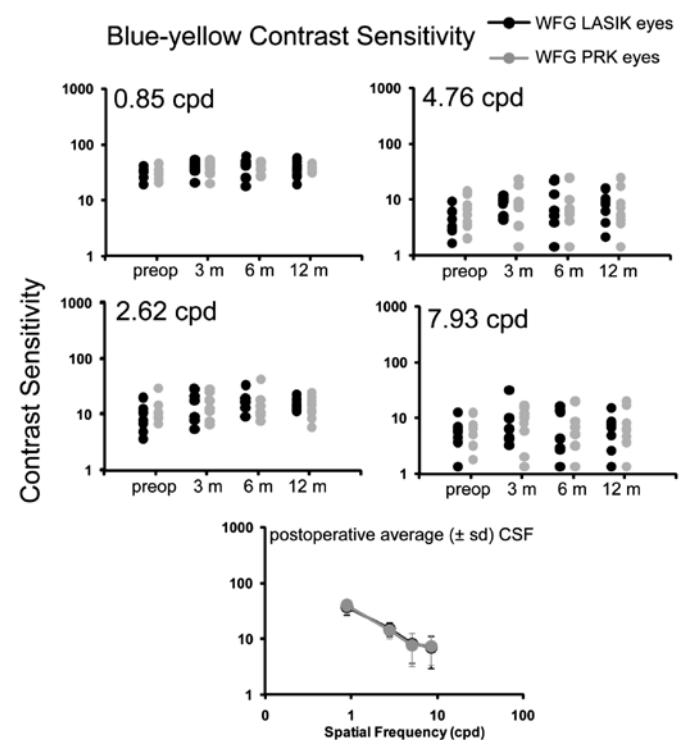 Blue-yellow Contrast Sensitivity
WFG LASIK eyes
WFG PRK eyes
Contrast Sensitivity
0.85 cpd
1000
100
10
1
preop 3 m 6 m 12 m
4.76 cpd
1000
100
10
1
preop 3 m 6 m 12 m
2.62 cpd
1000
100
10
1
preop 3 m 6 m 12 m
7.93 cpd
1000
100
10
1
preop 3 m 6 m 12 m
postoperative average (± sd) CSF
1000
100
10
1
0 1 10 100
Spatial Frequency (cpd)